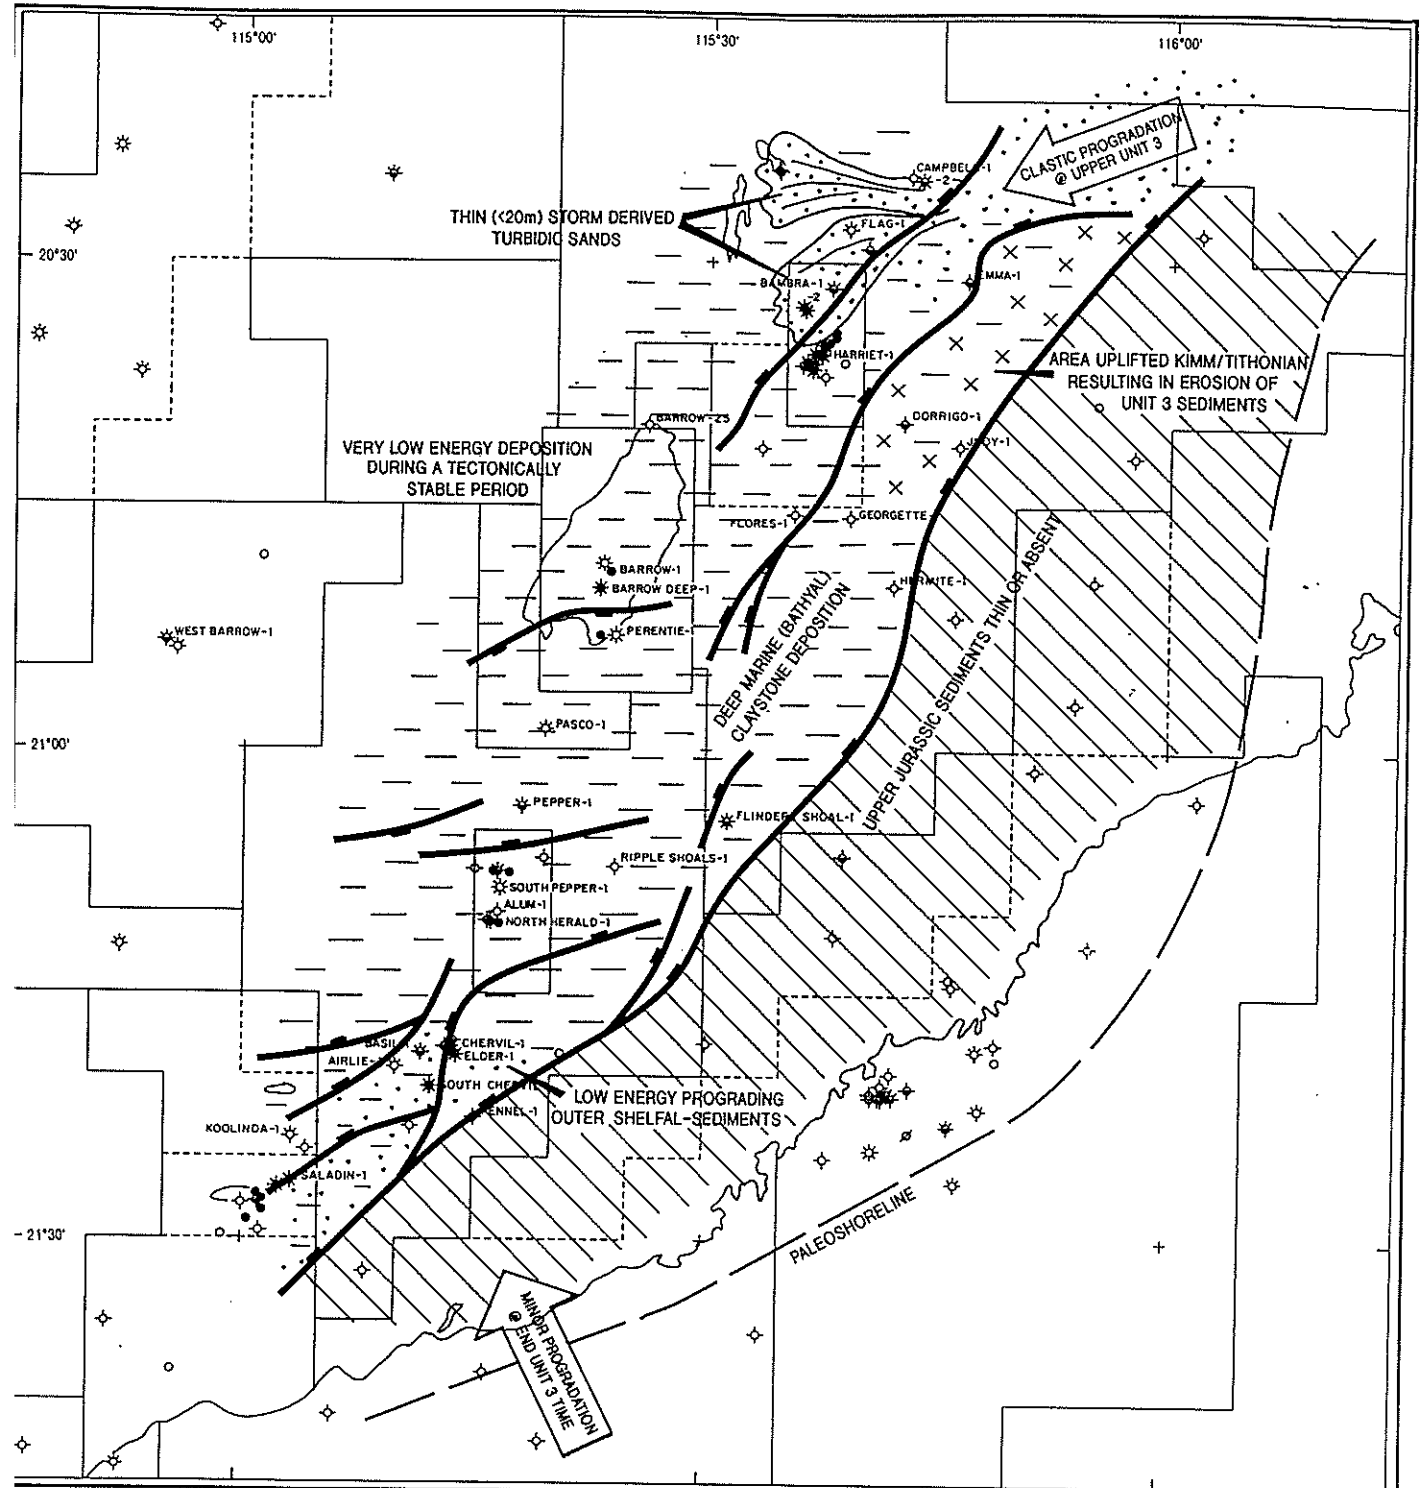 115°00'
115°30'
116°00'
CLASTIC PROGRADATION
@ UPPER UNIT 3
CAMPBELL-1
-2
THIN (<20m) STORM DERIVED
TURBIDIC SANDS
FLAG-1
20°30'
BAMBRA-1
-2
EMMA-1
HARRIET-1
AREA UPLIFTED KIMM/TITHONIAN
RESULTING IN EROSION OF
UNIT 3 SEDIMENTS
BARROW-25
DORRIGO-1
JUDY-1
VERY LOW ENERGY DEPOSITION
DURING A TECTONICALLY
STABLE PERIOD
FLORES-1
GEORGETTE
BARROW-1
BARROW DEEP-1
HERMITE-1
WEST BARROW-1
PERENTIE-1
DEEP MARINE (BATHYAL)
CLAYSTONE DEPOSITION
UPPER JURASSIC SEDIMENTS THIN OR ABSENT
PASCO-1
21°00'
PEPPER-1
FLINDERS SHOAL-1
RIPPLE SHOALS-1
SOUTH PEPPER-1
ALUM-1
NORTH HERALD-1
BASIL
CHERVIL-1
AIRLIE-
ELDER-1
SOUTH CHERVIL
LOW ENERGY PROGRADING
OUTER SHELFAL-SEDIMENTS
ENNEL-1
KOOLINDA-1
SALADIN-1
21°30'
PALEOSHORELINE
MINOR PROGRADATION
@ END UNIT 3 TIME